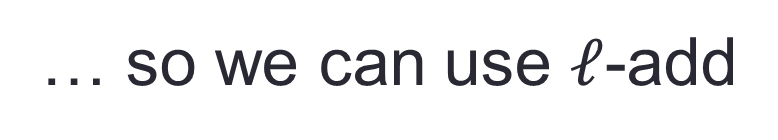 … so we can use ℓ-add